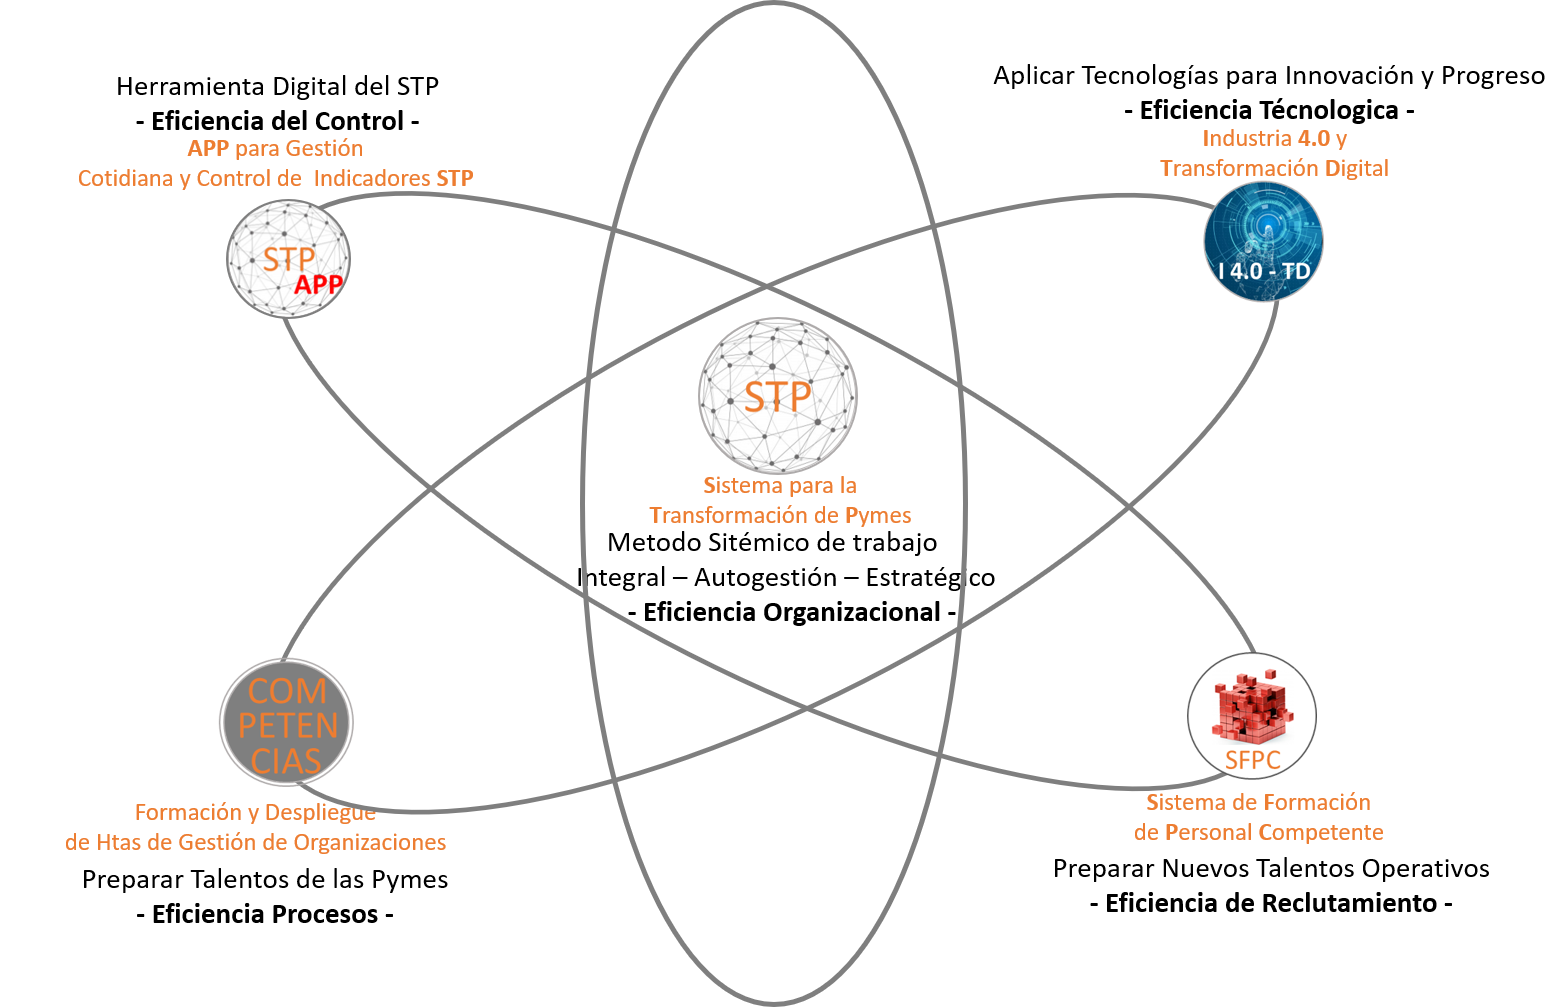 Herramienta Digital del STP
- Eficiencia del Control -
APP para Gestión
Cotidiana y Control de Indicadores STP
STP
APP
Aplicar Tecnologías para Innovación y Progreso
- Eficiencia Técnologica -
Industria 4.0 y
Transformación Digital
I 4.0 - TD
STP
Sistema para la
Transformación de Pymes
Metodo Sitémico de trabajo
Integral – Autogestión – Estratégico
- Eficiencia Organizacional -
COM
PETEN
CIAS
Formación y Despliegue
de Htas de Gestión de Organizaciones
Preparar Talentos de las Pymes
- Eficiencia Procesos -
SFPC
Sistema de Formación
de Personal Competente
Preparar Nuevos Talentos Operativos
- Eficiencia de Reclutamiento -